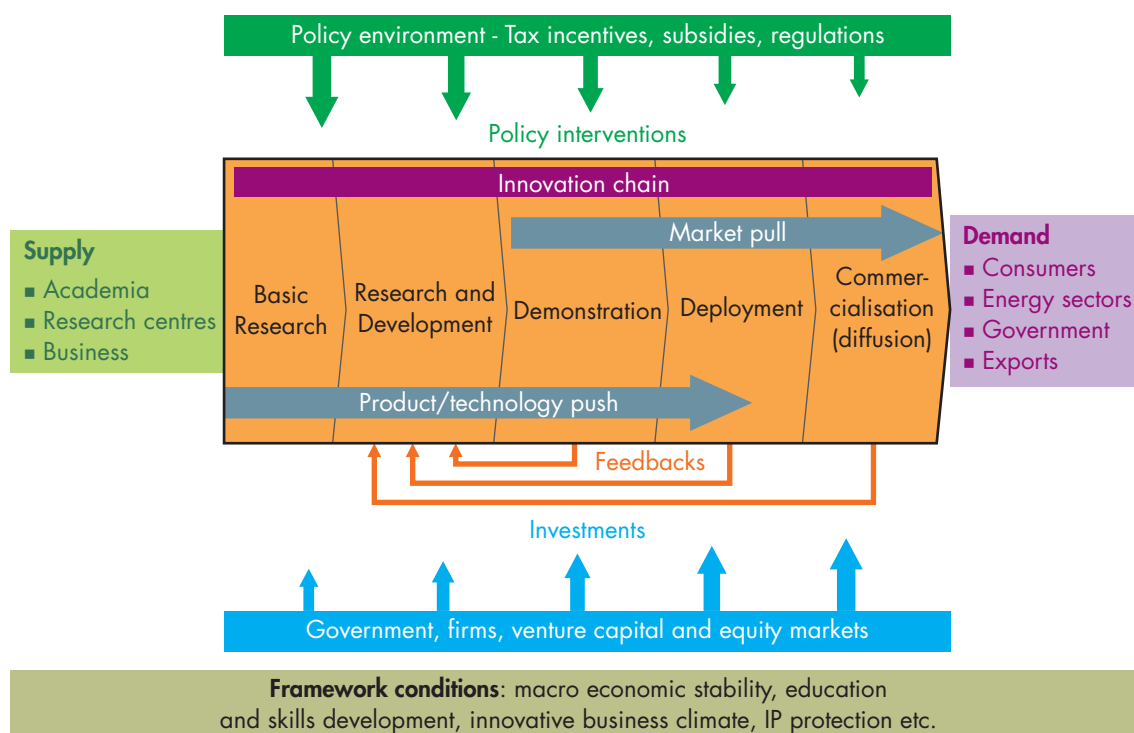 Policy environment - Tax incentives, subsidies, regulations
Policy interventions
Innovation chain
Market pull
Supply
▪ Academia
▪ Research centres
▪ Business
Basic
Research
Research and
Development
Demonstration
Deployment
Commer-
cialisation
(diffusion)
Demand
▪ Consumers
▪ Energy sectors
▪ Government
▪ Exports
Product/technology push
Feedbacks
Investments
Government, firms, venture capital and equity markets
Framework conditions: macro economic stability, education
and skills development, innovative business climate, IP protection etc.